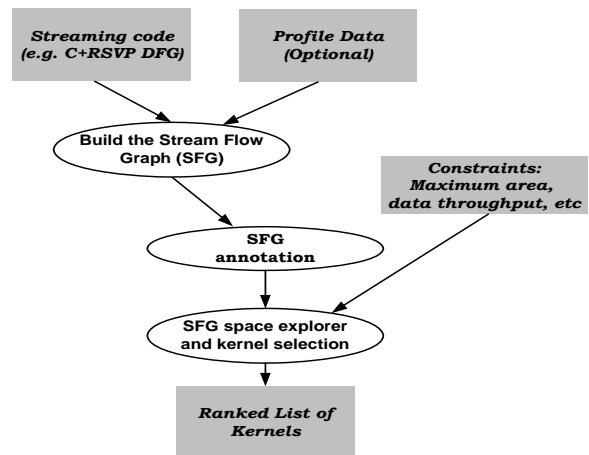 Streaming code
(e.g. C+RSVP DFG)
Profile Data
(Optional)
Build the Stream Flow
Graph (SFG)
Constraints:
Maximum area,
data throughput, etc
SFG
annotation
SFG space explorer
and kernel selection
Ranked List of
Kernels